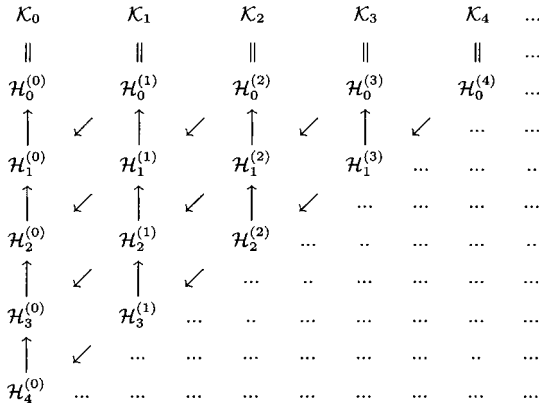 𝒦₀ 𝒦₁ 𝒦₂ 𝒦₃ 𝒦₄ ...
∥ ∥ ∥ ∥ ∥ ...
ℋ₀⁽⁰⁾ ℋ₀⁽¹⁾ ℋ₀⁽²⁾ ℋ₀⁽³⁾ ℋ₀⁽⁴⁾ ...
↑ ↙ ↑ ↙ ↑ ↙ ↑ ↙ ... ...
ℋ₁⁽⁰⁾ ℋ₁⁽¹⁾ ℋ₁⁽²⁾ ℋ₁⁽³⁾ ... ... ..
↑ ↙ ↑ ↙ ↑ ↙ ... ... ... ...
ℋ₂⁽⁰⁾ ℋ₂⁽¹⁾ ℋ₂⁽²⁾ ... .. ... ... ..
↑ ↙ ↑ ↙ ... .. ... ... ... ...
ℋ₃⁽⁰⁾ ℋ₃⁽¹⁾ ... .. ... ... ... ...
↑ ↙ ... ... ... ... ... .. ...
ℋ₄⁽⁰⁾ ... ... ... ... ... ... ... ...